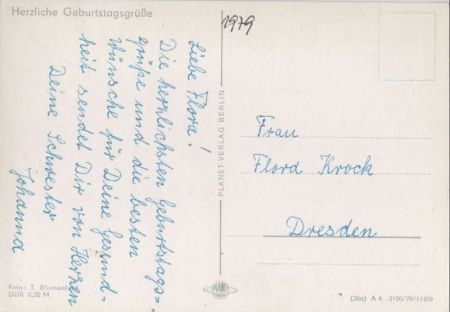 Herzliche Geburtstagsgrüße
1979
Liebe Flora!
Die herzlichsten Geburtstags=
grüße und die besten
wünsche für Deine Gesund=
heit sendet Dir von Herzen
Deine Schwester
Johanna
PLANET-VERLAG BERLIN
PLANET
Frau
Flora Krock
Dresden
Foto: T. Blumantritt
DDR 0,20 M
A 4-3100/79/11409